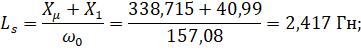 L_s = (X_μ + X_1) / ω_0 = (338,715 + 40,99) / 157,08 = 2,417 Гн;